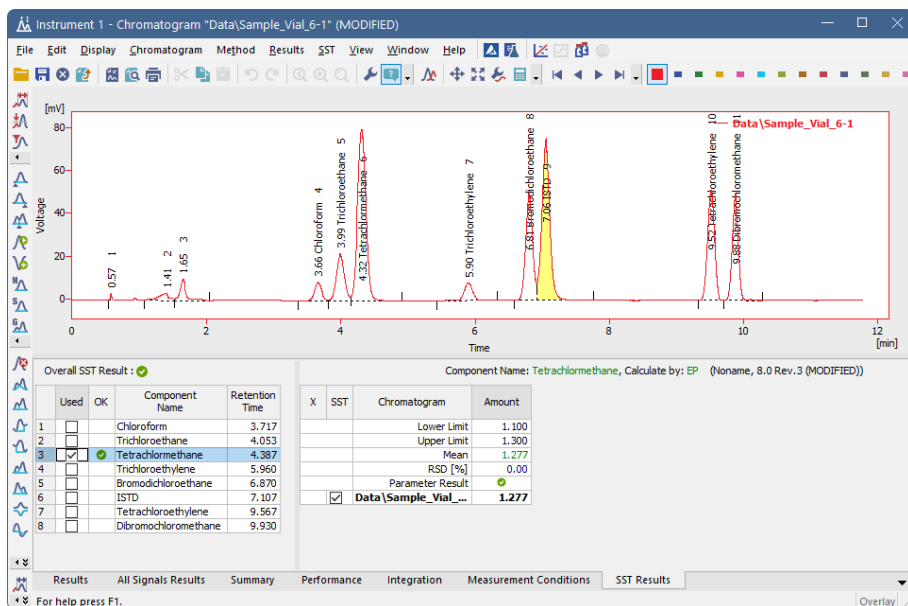 Instrument 1 - Chromatogram "Data\Sample_Vial_6-1" (MODIFIED)
File Edit Display Chromatogram Method Results SST View Window Help
[mV]
Data\Sample_Vial_6-1
80
60
40
20
0
Voltage
0.57 1
1.41 2
1.65 3
3.66 Chloroform 4
3.99 Trichloroethane 5
4.32 Tetrachlormethane 6
5.90 Trichloroethylene 7
6.81 Bromodichloroethane 8
7.06 ISTD 9
9.52 Tetrachloroethylene 10
9.88 Dibromochloromethane 11
0 2 4 6 8 10 12
[min]
Time
Overall SST Result :
Component Name: Tetrachlormethane, Calculate by: EP (Noname, 8.0 Rev.3 (MODIFIED))
Used OK Component Name Retention Time
1 Chloroform 3.717
2 Trichloroethane 4.053
3 Tetrachlormethane 4.387
4 Trichloroethylene 5.960
5 Bromodichloroethane 6.870
6 ISTD 7.107
7 Tetrachloroethylene 9.567
8 Dibromochloromethane 9.930
X SST Chromatogram Amount
Lower Limit 1.100
Upper Limit 1.300
Mean 1.277
RSD [%] 0.00
Parameter Result
Data\Sample_Vial_... 1.277
Results All Signals Results Summary Performance Integration Measurement Conditions SST Results
For help press F1.
Overlay